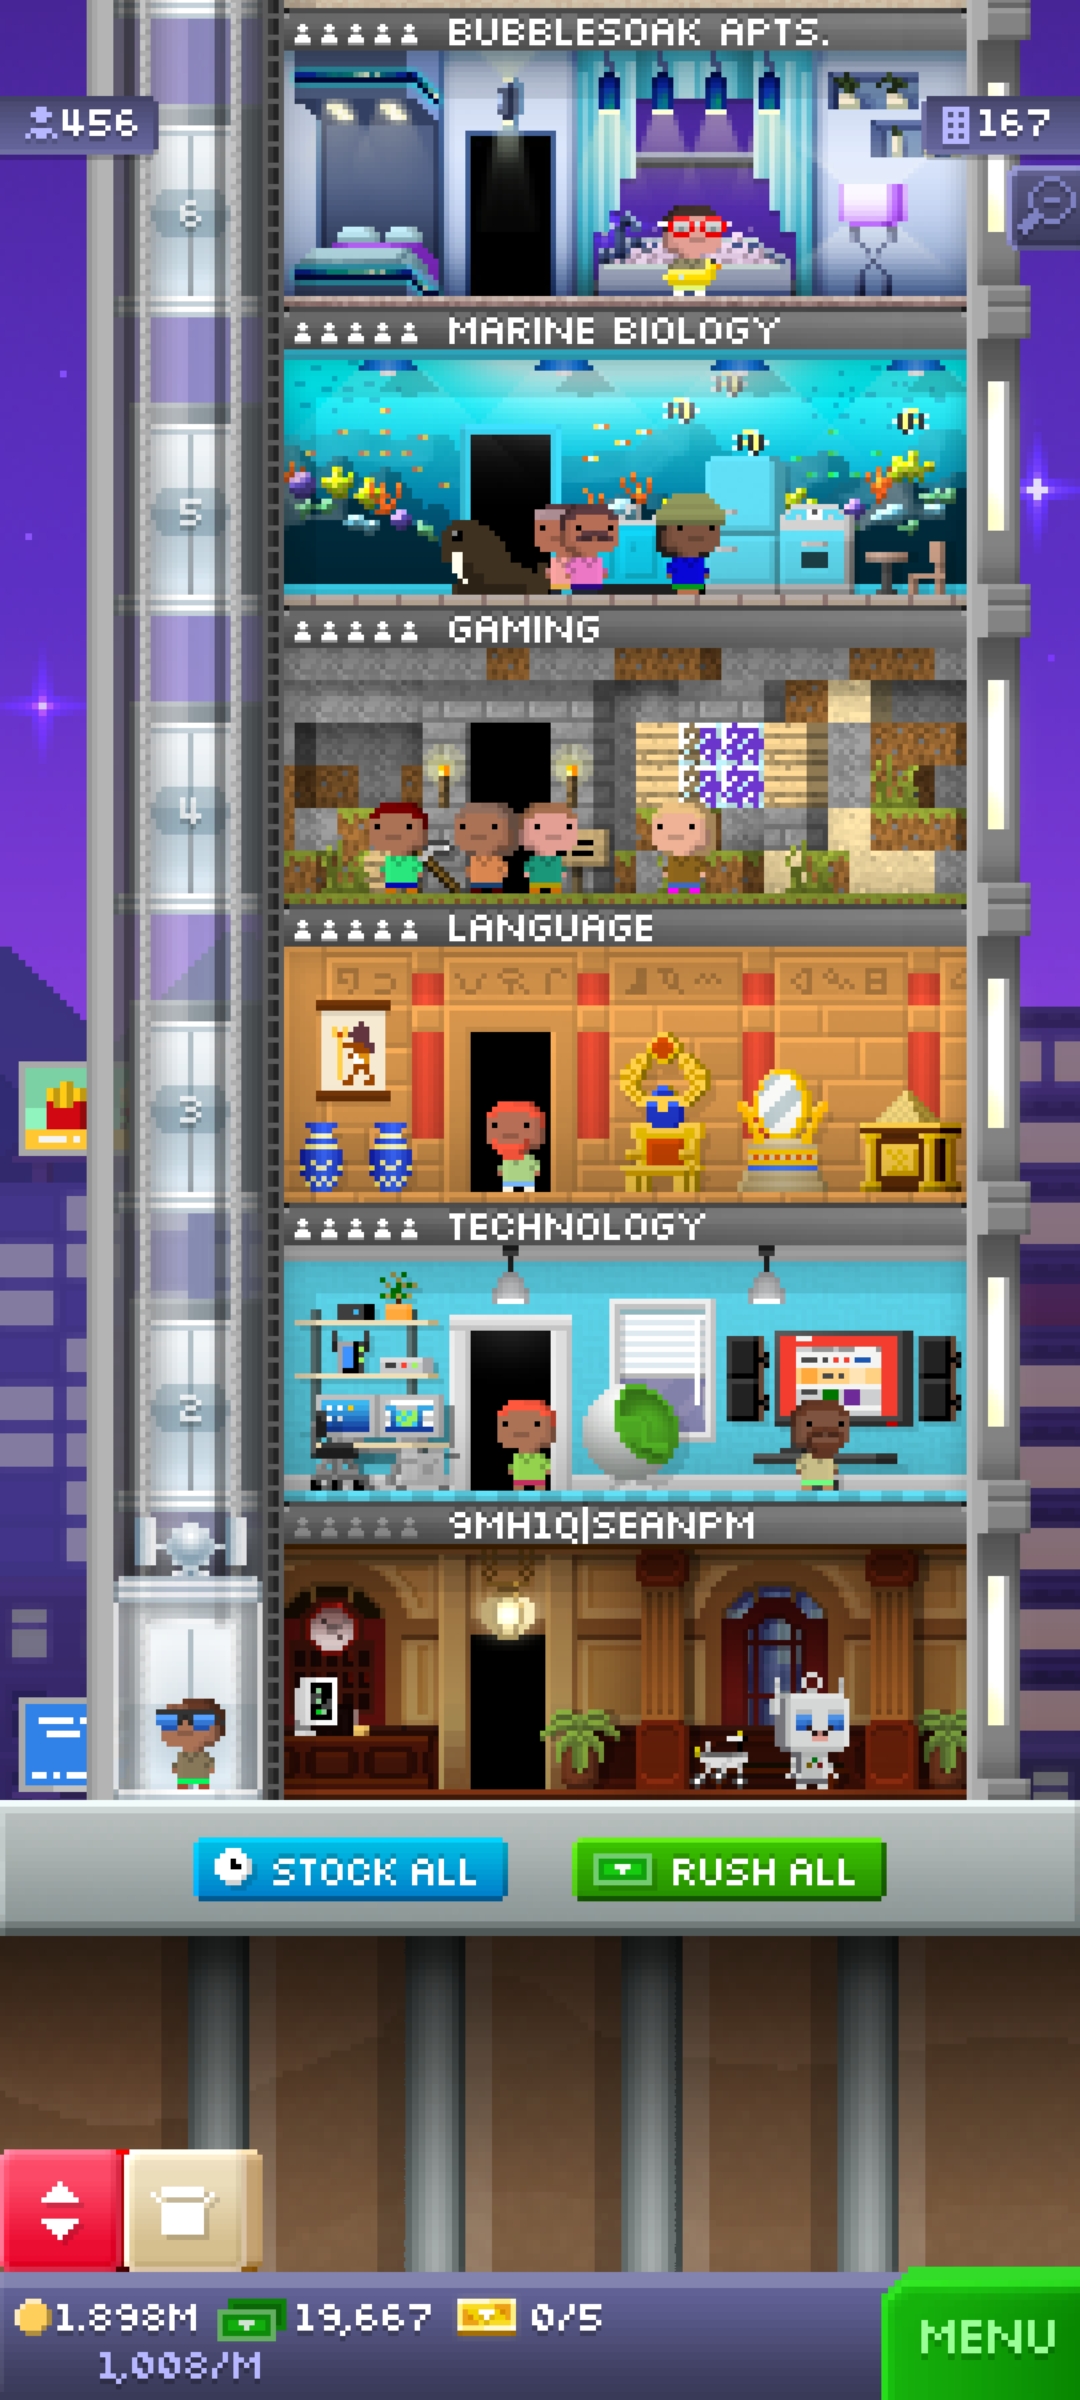 BUBBLESOAK APTS.
456
167
6
MARINE BIOLOGY
5
GAMING
4
LANGUAGE
3
TECHNOLOGY
2
9MH1Q|SEANPM
STOCK ALL
RUSH ALL
1.898M 19,667 0/5
1,008/M
MENU